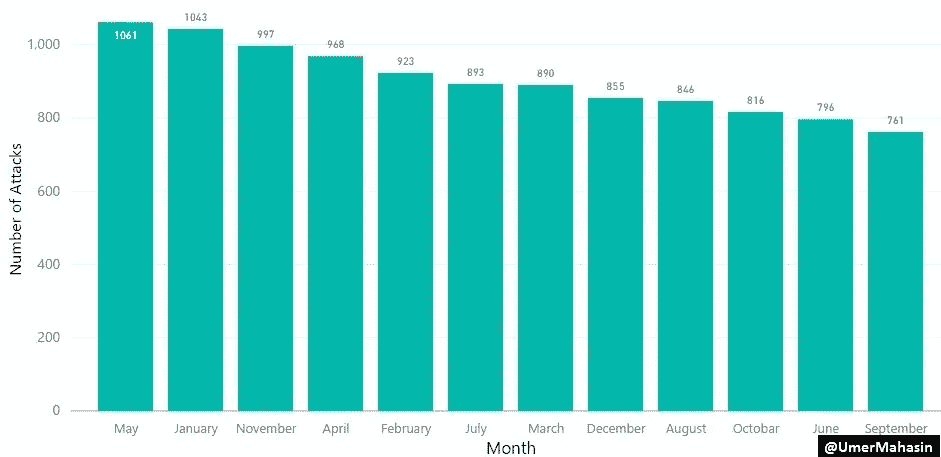 1061
1043
997
968
923
893
890
855
846
816
796
761
1,000
800
600
400
200
0
Number of Attacks
May
January
November
April
February
July
March
December
August
Octobar
June
September
Month
@UmerMahasin